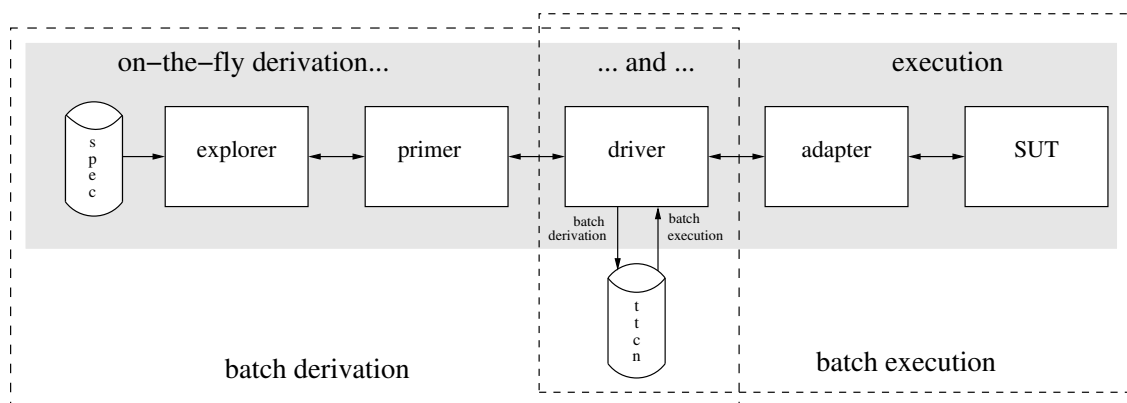 on−the−fly derivation...
... and ...
execution
spec
explorer
primer
driver
adapter
SUT
batch
derivation
batch
execution
ttcn
batch derivation
batch execution